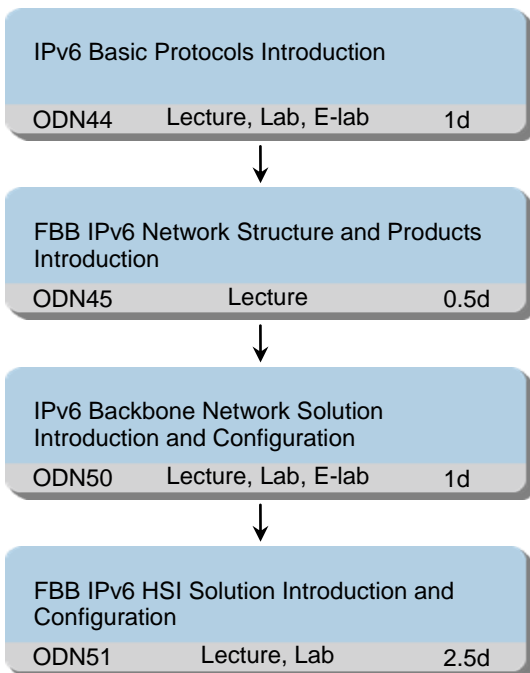 IPv6 Basic Protocols Introduction
ODN44 Lecture, Lab, E-lab 1d
FBB IPv6 Network Structure and Products
Introduction
ODN45 Lecture 0.5d
IPv6 Backbone Network Solution
Introduction and Configuration
ODN50 Lecture, Lab, E-lab 1d
FBB IPv6 HSI Solution Introduction and
Configuration
ODN51 Lecture, Lab 2.5d